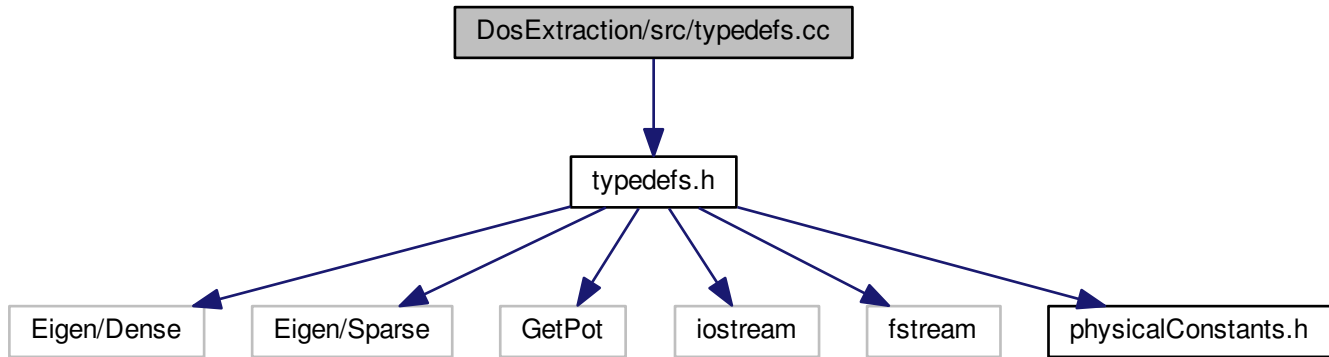 DosExtraction/src/typedefs.cc
typedefs.h
Eigen/Dense
Eigen/Sparse
GetPot
iostream
fstream
physicalConstants.h